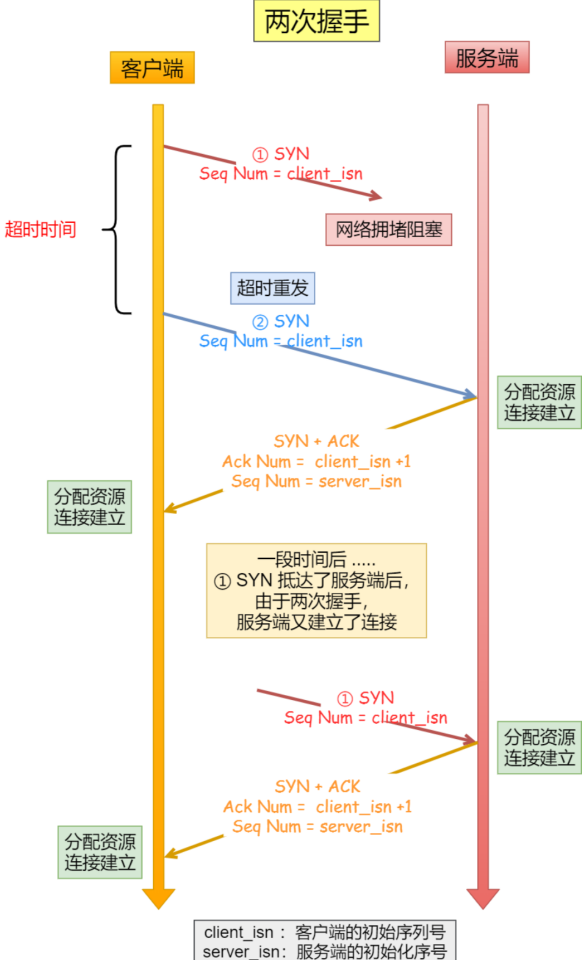 两次握手
客户端
服务端
① SYN
Seq Num = client_isn
超时时间
网络拥堵阻塞
超时重发
② SYN
Seq Num = client_isn
分配资源
连接建立
SYN + ACK
Ack Num = client_isn +1
Seq Num = server_isn
分配资源
连接建立
一段时间后 .....
① SYN 抵达了服务端后，
由于两次握手，
服务端又建立了连接
① SYN
Seq Num = client_isn
分配资源
连接建立
SYN + ACK
Ack Num = client_isn +1
Seq Num = server_isn
分配资源
连接建立
client_isn ：客户端的初始序列号
server_isn：服务端的初始化序号